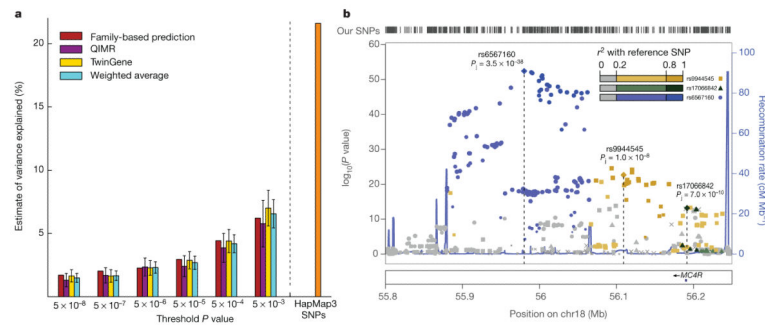 a
Estimate of variance explained (%)
20
15
10
5
Family-based prediction
QIMR
TwinGene
Weighted average
5 × 10⁻⁸
5 × 10⁻⁷
5 × 10⁻⁶
5 × 10⁻⁵
5 × 10⁻⁴
5 × 10⁻³
HapMap3
SNPs
Threshold P value
b
Our SNPs
log₁₀(P value)
60
50
40
30
20
10
0
rs6567160
Pⱼ = 3.5 × 10⁻³⁸
r² with reference SNP
0 0.2 0.8 1
rs9944545
rs17066842
rs6567160
rs9944545
Pⱼ = 1.0 × 10⁻⁸
rs17066842
Pⱼ = 7.0 × 10⁻¹⁰
100
80
60
40
20
0
Recombination rate (cM Mb⁻¹)
←MC4R
55.8
55.9
56
56.1
56.2
Position on chr18 (Mb)